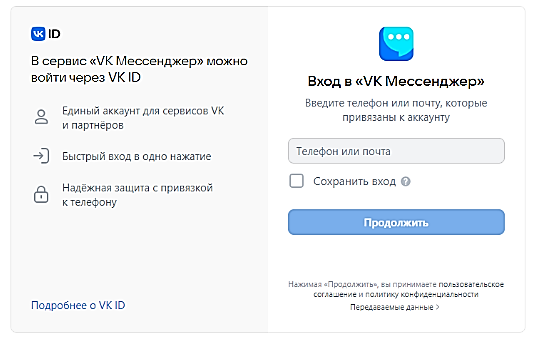 VK ID
В сервис «VK Мессенджер» можно
войти через VK ID
Единый аккаунт для сервисов VK
и партнёров
Быстрый вход в одно нажатие
Надёжная защита с привязкой
к телефону
Подробнее о VK ID
Вход в «VK Мессенджер»
Введите телефон или почту, которые
привязаны к аккаунту
Телефон или почта
Сохранить вход ?
Продолжить
Нажимая «Продолжить», вы принимаете пользовательское
соглашение и политику конфиденциальности
Передаваемые данные >